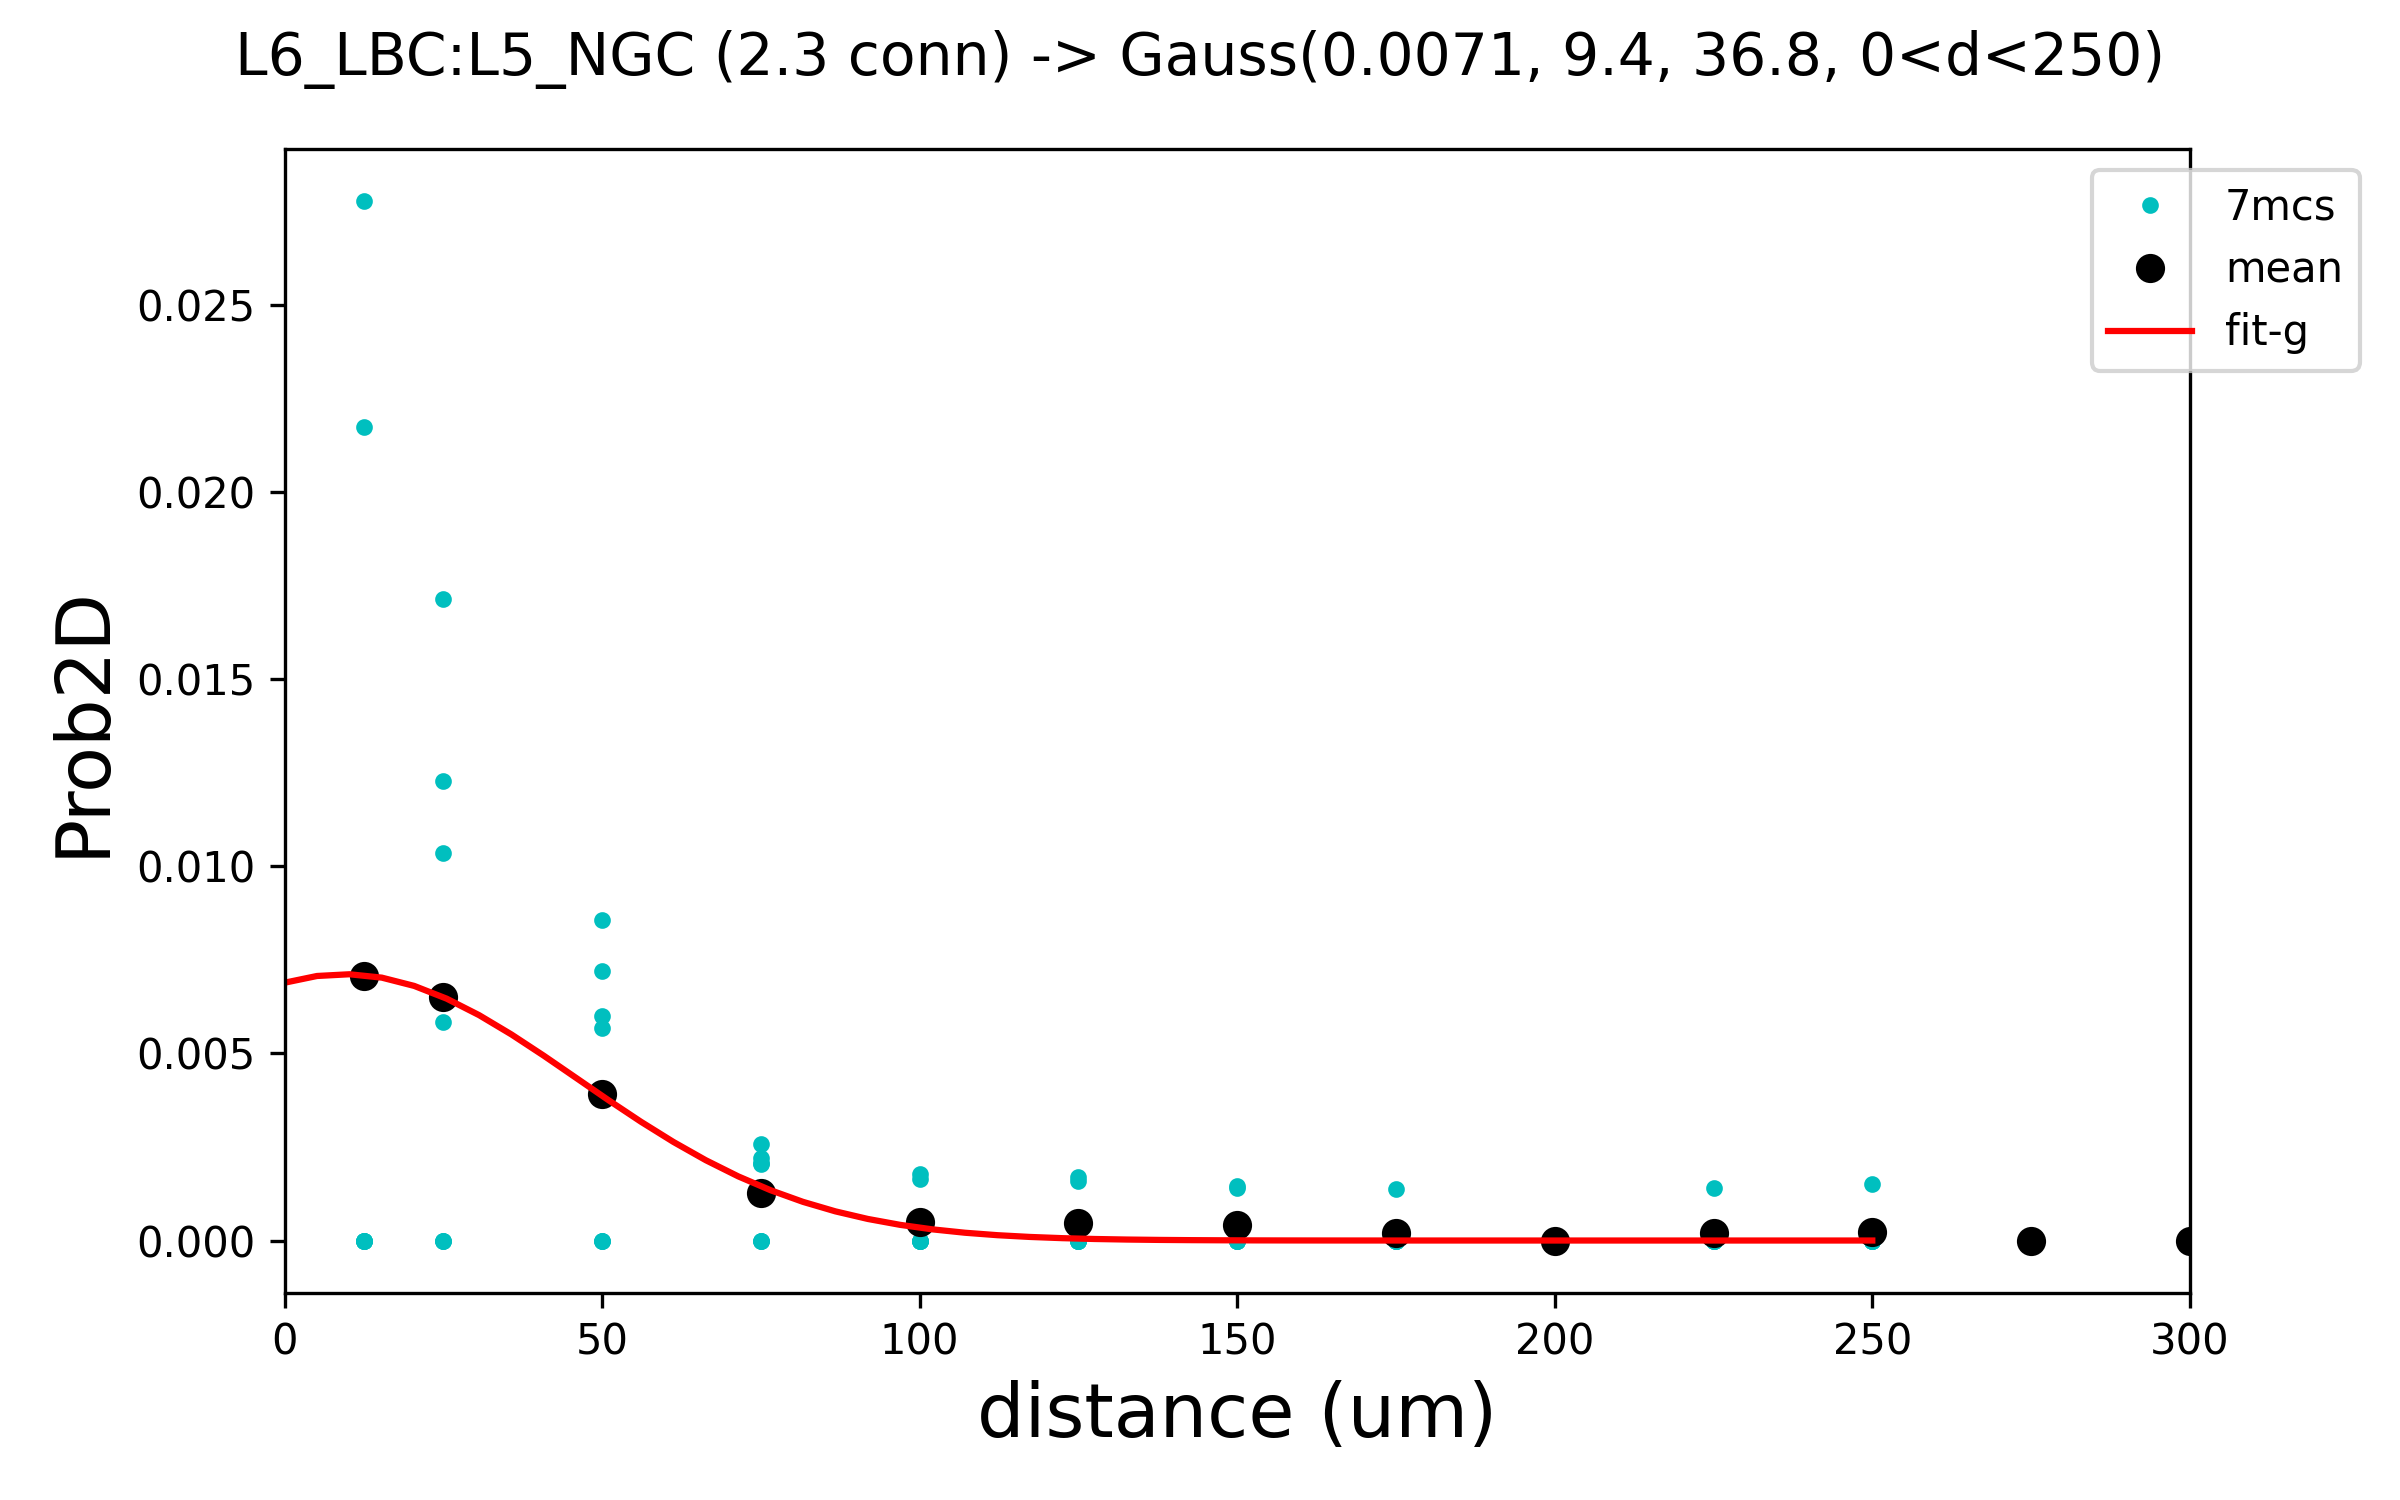 L6_LBC:L5_NGC (2.3 conn) -> Gauss(0.0071, 9.4, 36.8, 0<d<250)
7mcs
mean
fit-g
Prob2D
0.025
0.020
0.015
0.010
0.005
0.000
0 50 100 150 200 250 300
distance (um)